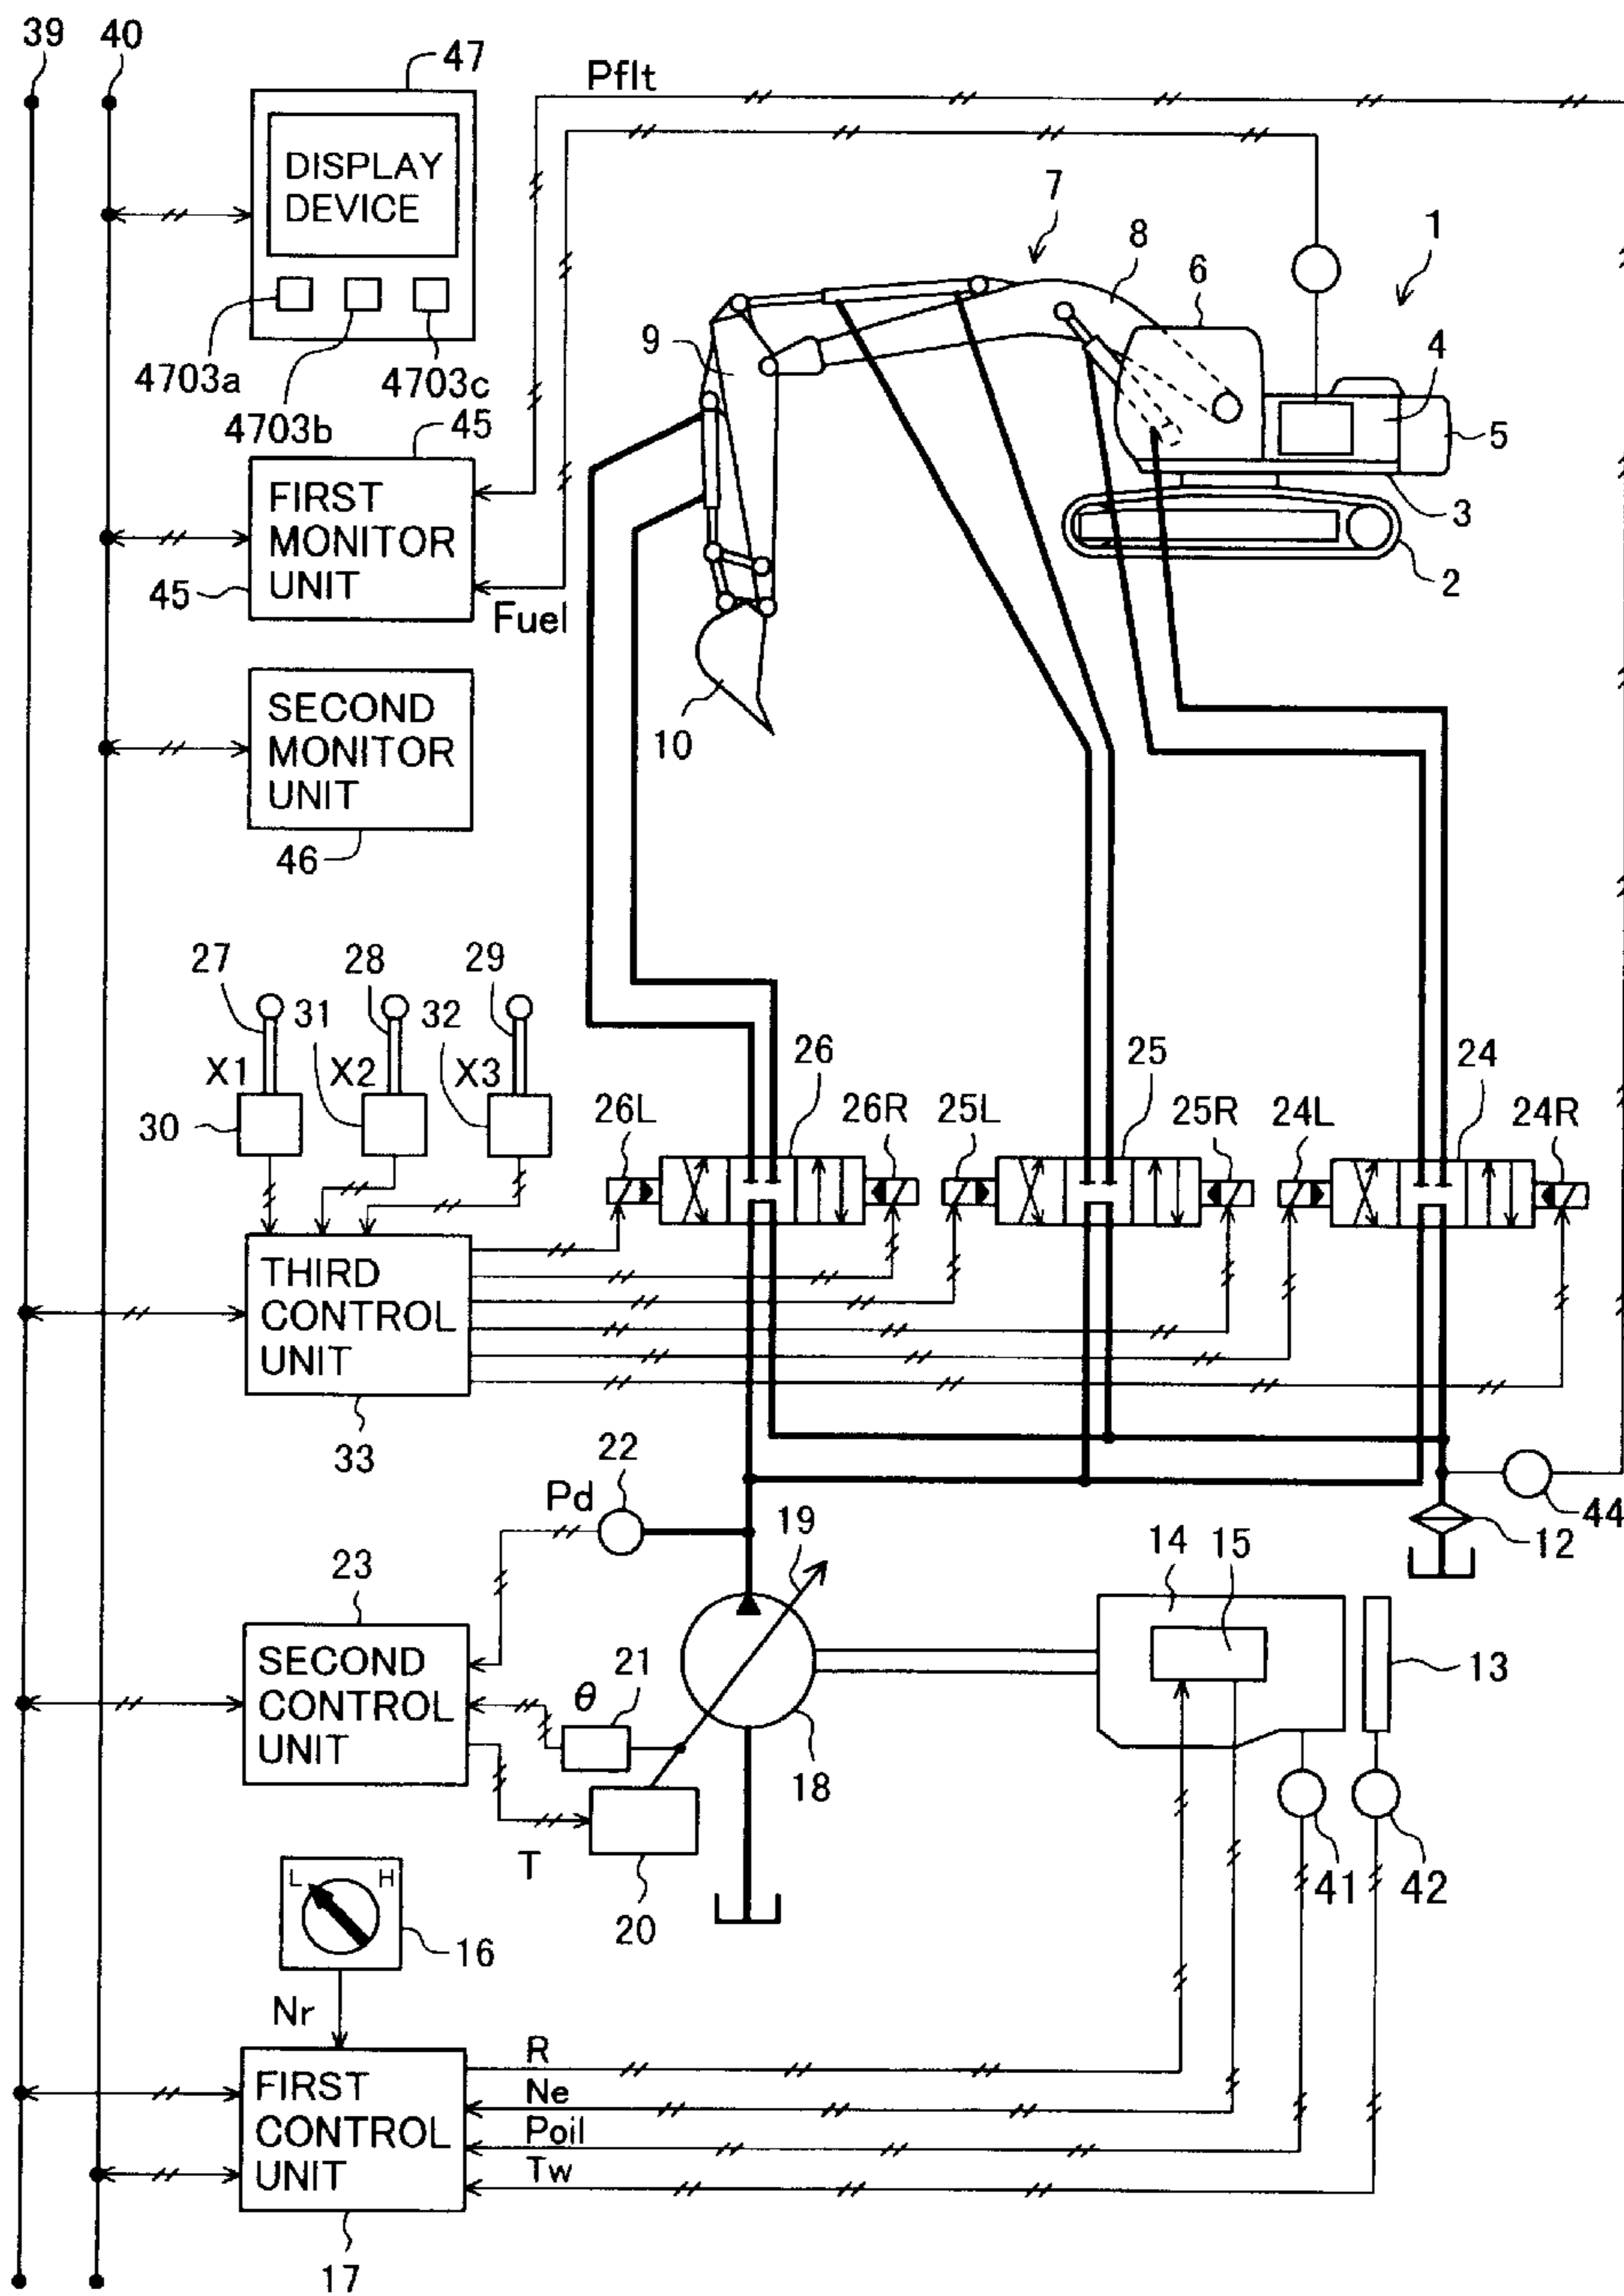 39
40
47
Pflt
DISPLAY
DEVICE
7
8
6
1
4
5
3
2
9
4703a
4703b
4703c
45
FIRST
MONITOR
UNIT
45
Fuel
10
SECOND
MONITOR
UNIT
46
27
31
28
32
29
X1
X2
X3
30
26
25
24
26L
26R
25L
25R
24L
24R
THIRD
CONTROL
UNIT
33
22
Pd
19
44
12
23
14
15
SECOND
CONTROL
UNIT
21
θ
13
18
T
20
41
42
L
H
16
Nr
R
Ne
Poil
Tw
FIRST
CONTROL
UNIT
17